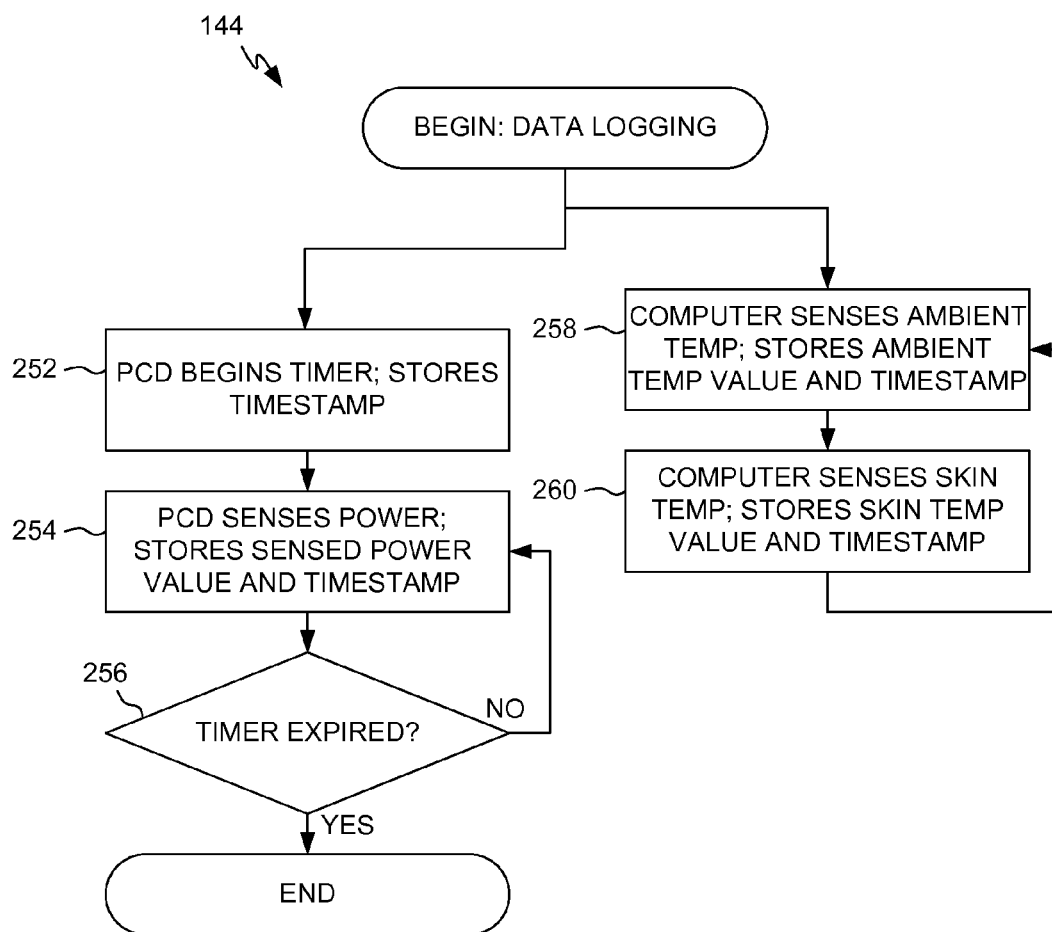 144
BEGIN: DATA LOGGING
252
PCD BEGINS TIMER; STORES
TIMESTAMP
254
PCD SENSES POWER;
STORES SENSED POWER
VALUE AND TIMESTAMP
256
TIMER EXPIRED?
NO
YES
END
258
COMPUTER SENSES AMBIENT
TEMP; STORES AMBIENT
TEMP VALUE AND TIMESTAMP
260
COMPUTER SENSES SKIN
TEMP; STORES SKIN TEMP
VALUE AND TIMESTAMP